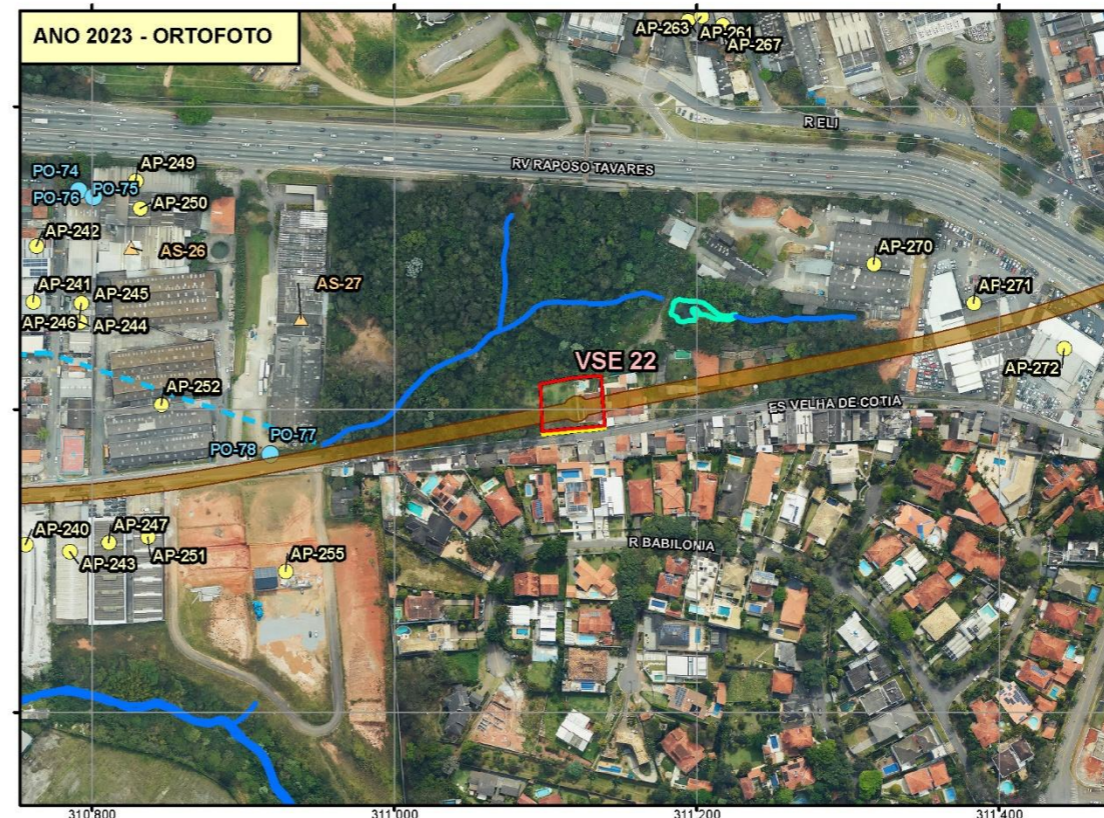 ANO 2023 - ORTOFOTO
AP-263
AP-261
AP-267
R ELI
RV RAPOSO TAVARES
PO-74
AP-249
PO-75
PO-76
AP-250
AP-242
AS-26
AP-270
AS-27
AP-241
AP-245
AP-271
AP-246
AP-244
VSE 22
AP-272
AP-252
ES VELHA DE COTIA
PO-77
PO-78
AP-240
AP-247
AP-243
AP-251
AP-255
R BABILONIA
310.800
311.000
311.200
311.400